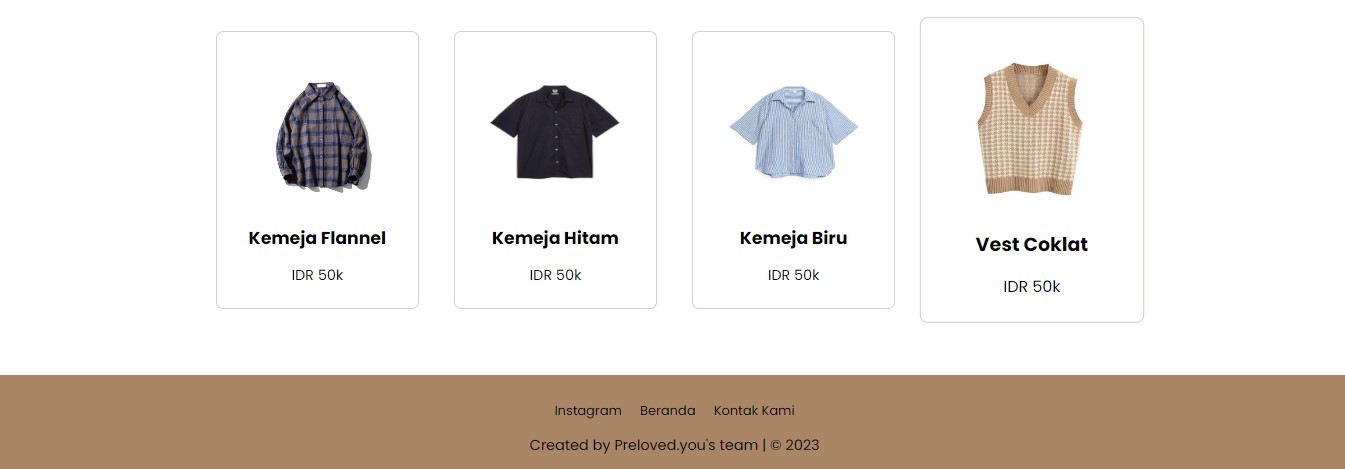 Kemeja Flannel
IDR 50k
Kemeja Hitam
IDR 50k
Kemeja Biru
IDR 50k
Vest Coklat
IDR 50k
Instagram Beranda Kontak Kami
Created by Preloved.you's team | © 2023